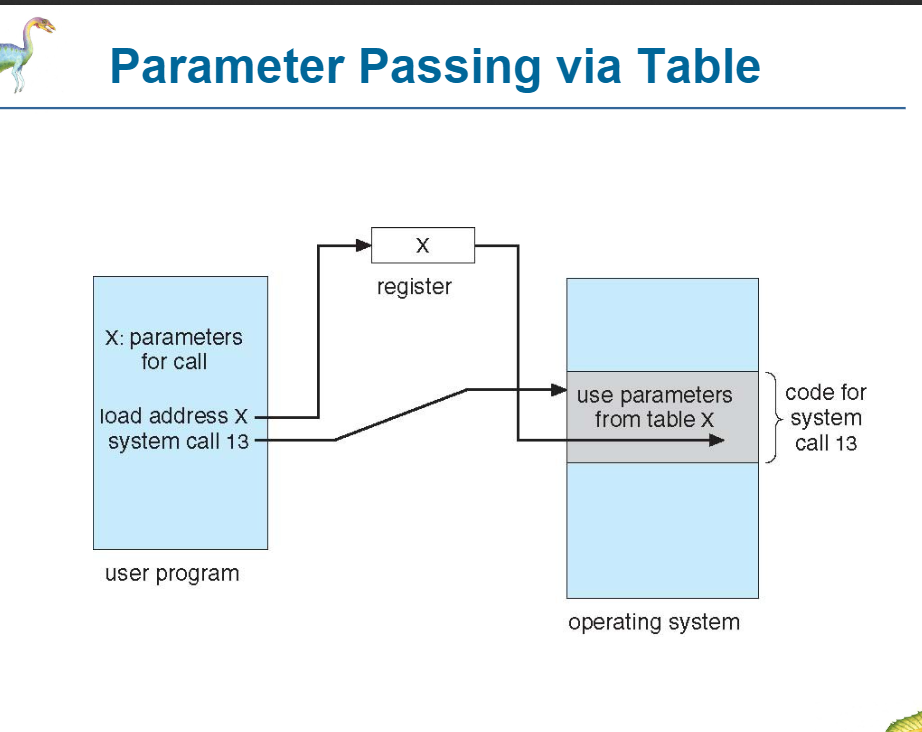 Parameter Passing via Table
X
register
X: parameters
for call
load address X
system call 13
use parameters
from table X
code for
system
call 13
user program
operating system